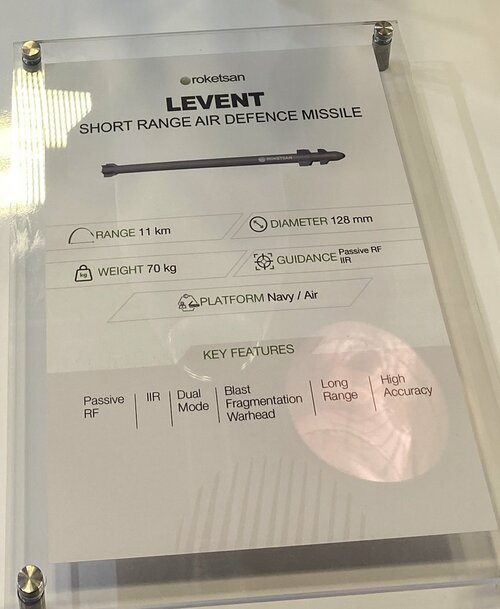 roketsan
LEVENT
SHORT RANGE AIR DEFENCE MISSILE
ROKETSAN
RANGE 11 km
DIAMETER 128 mm
kg
WEIGHT 70 kg
GUIDANCE Passive RF
IIR
PLATFORM Navy / Air
KEY FEATURES
Passive
RF
IIR
Dual
Mode
Blast
Fragmentation
Warhead
Long
Range
High
Accuracy